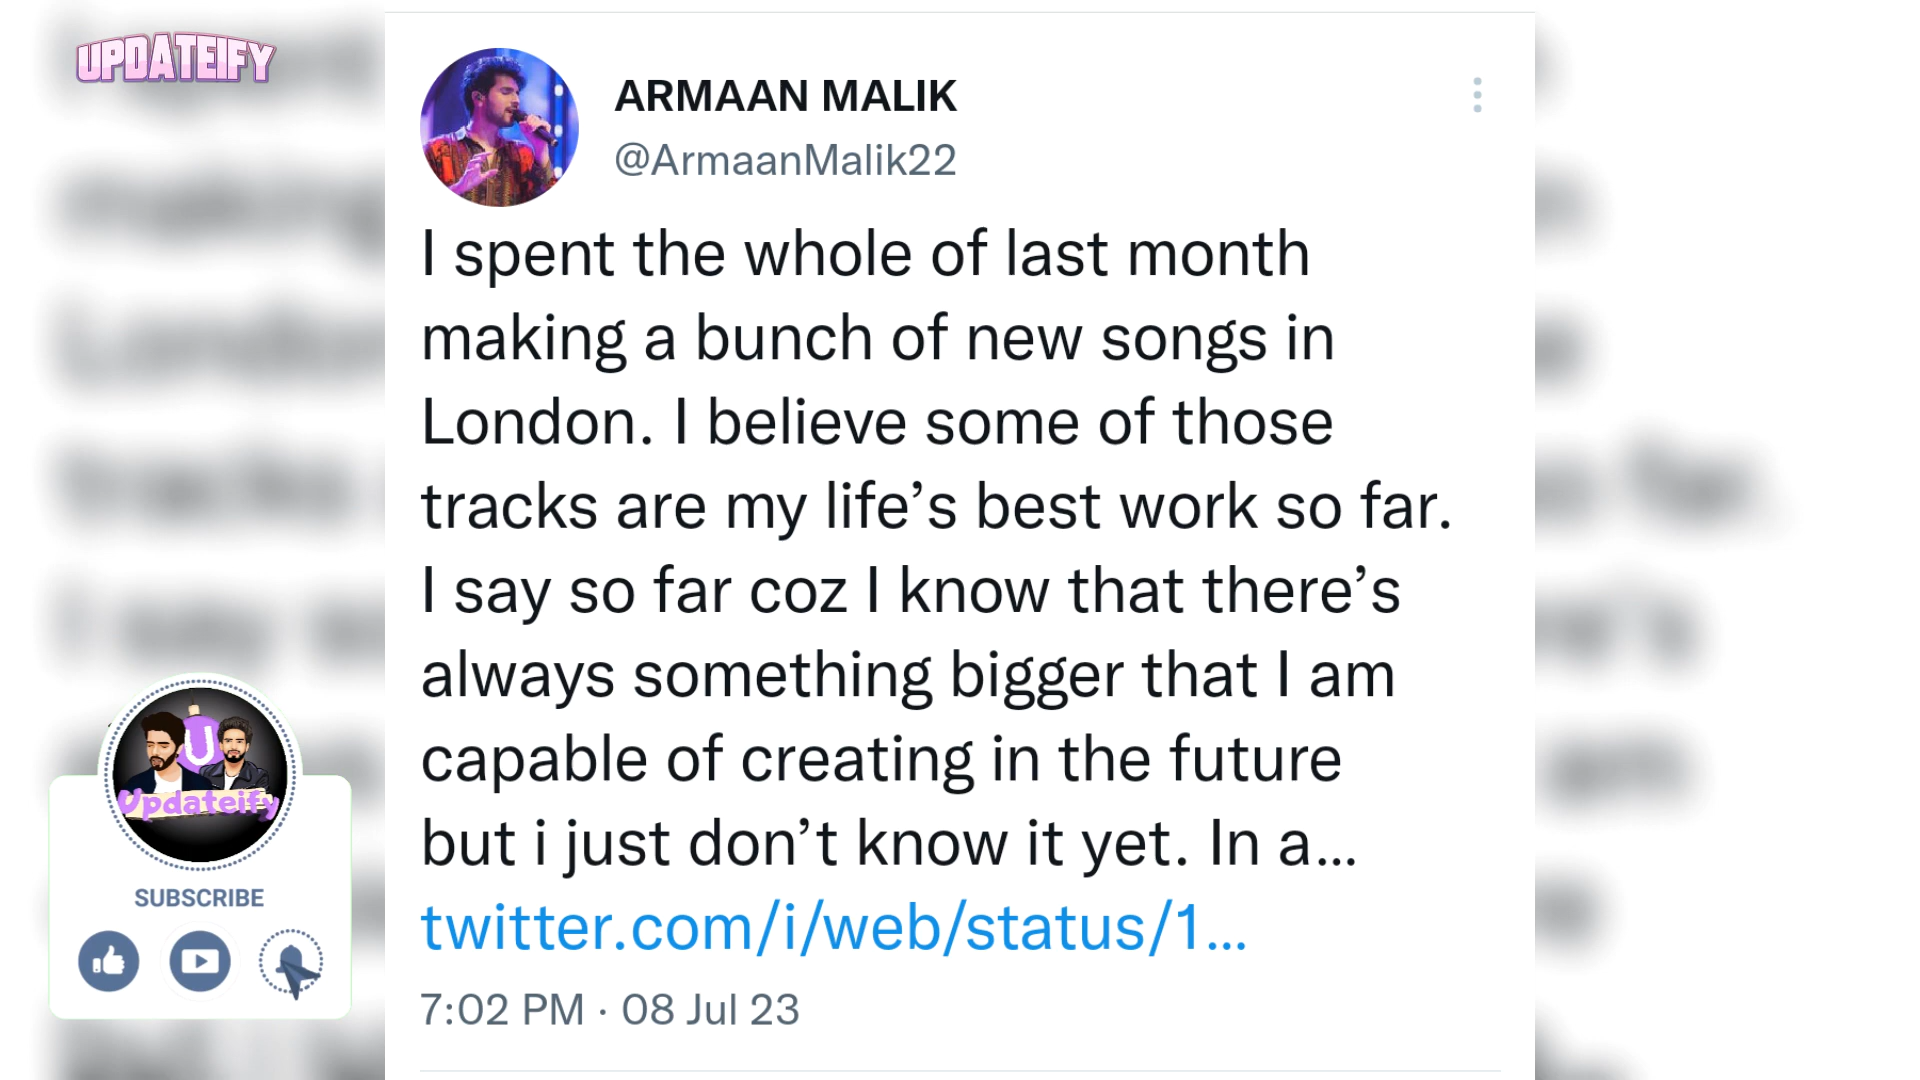 UPDATEIFY
ARMAAN MALIK
@ArmaanMalik22
I spent the whole of last month
making a bunch of new songs in
London. I believe some of those
tracks are my life’s best work so far.
I say so far coz I know that there’s
always something bigger that I am
capable of creating in the future
but i just don’t know it yet. In a…
twitter.com/i/web/status/1…
7:02 PM · 08 Jul 23
U
Updateify
SUBSCRIBE